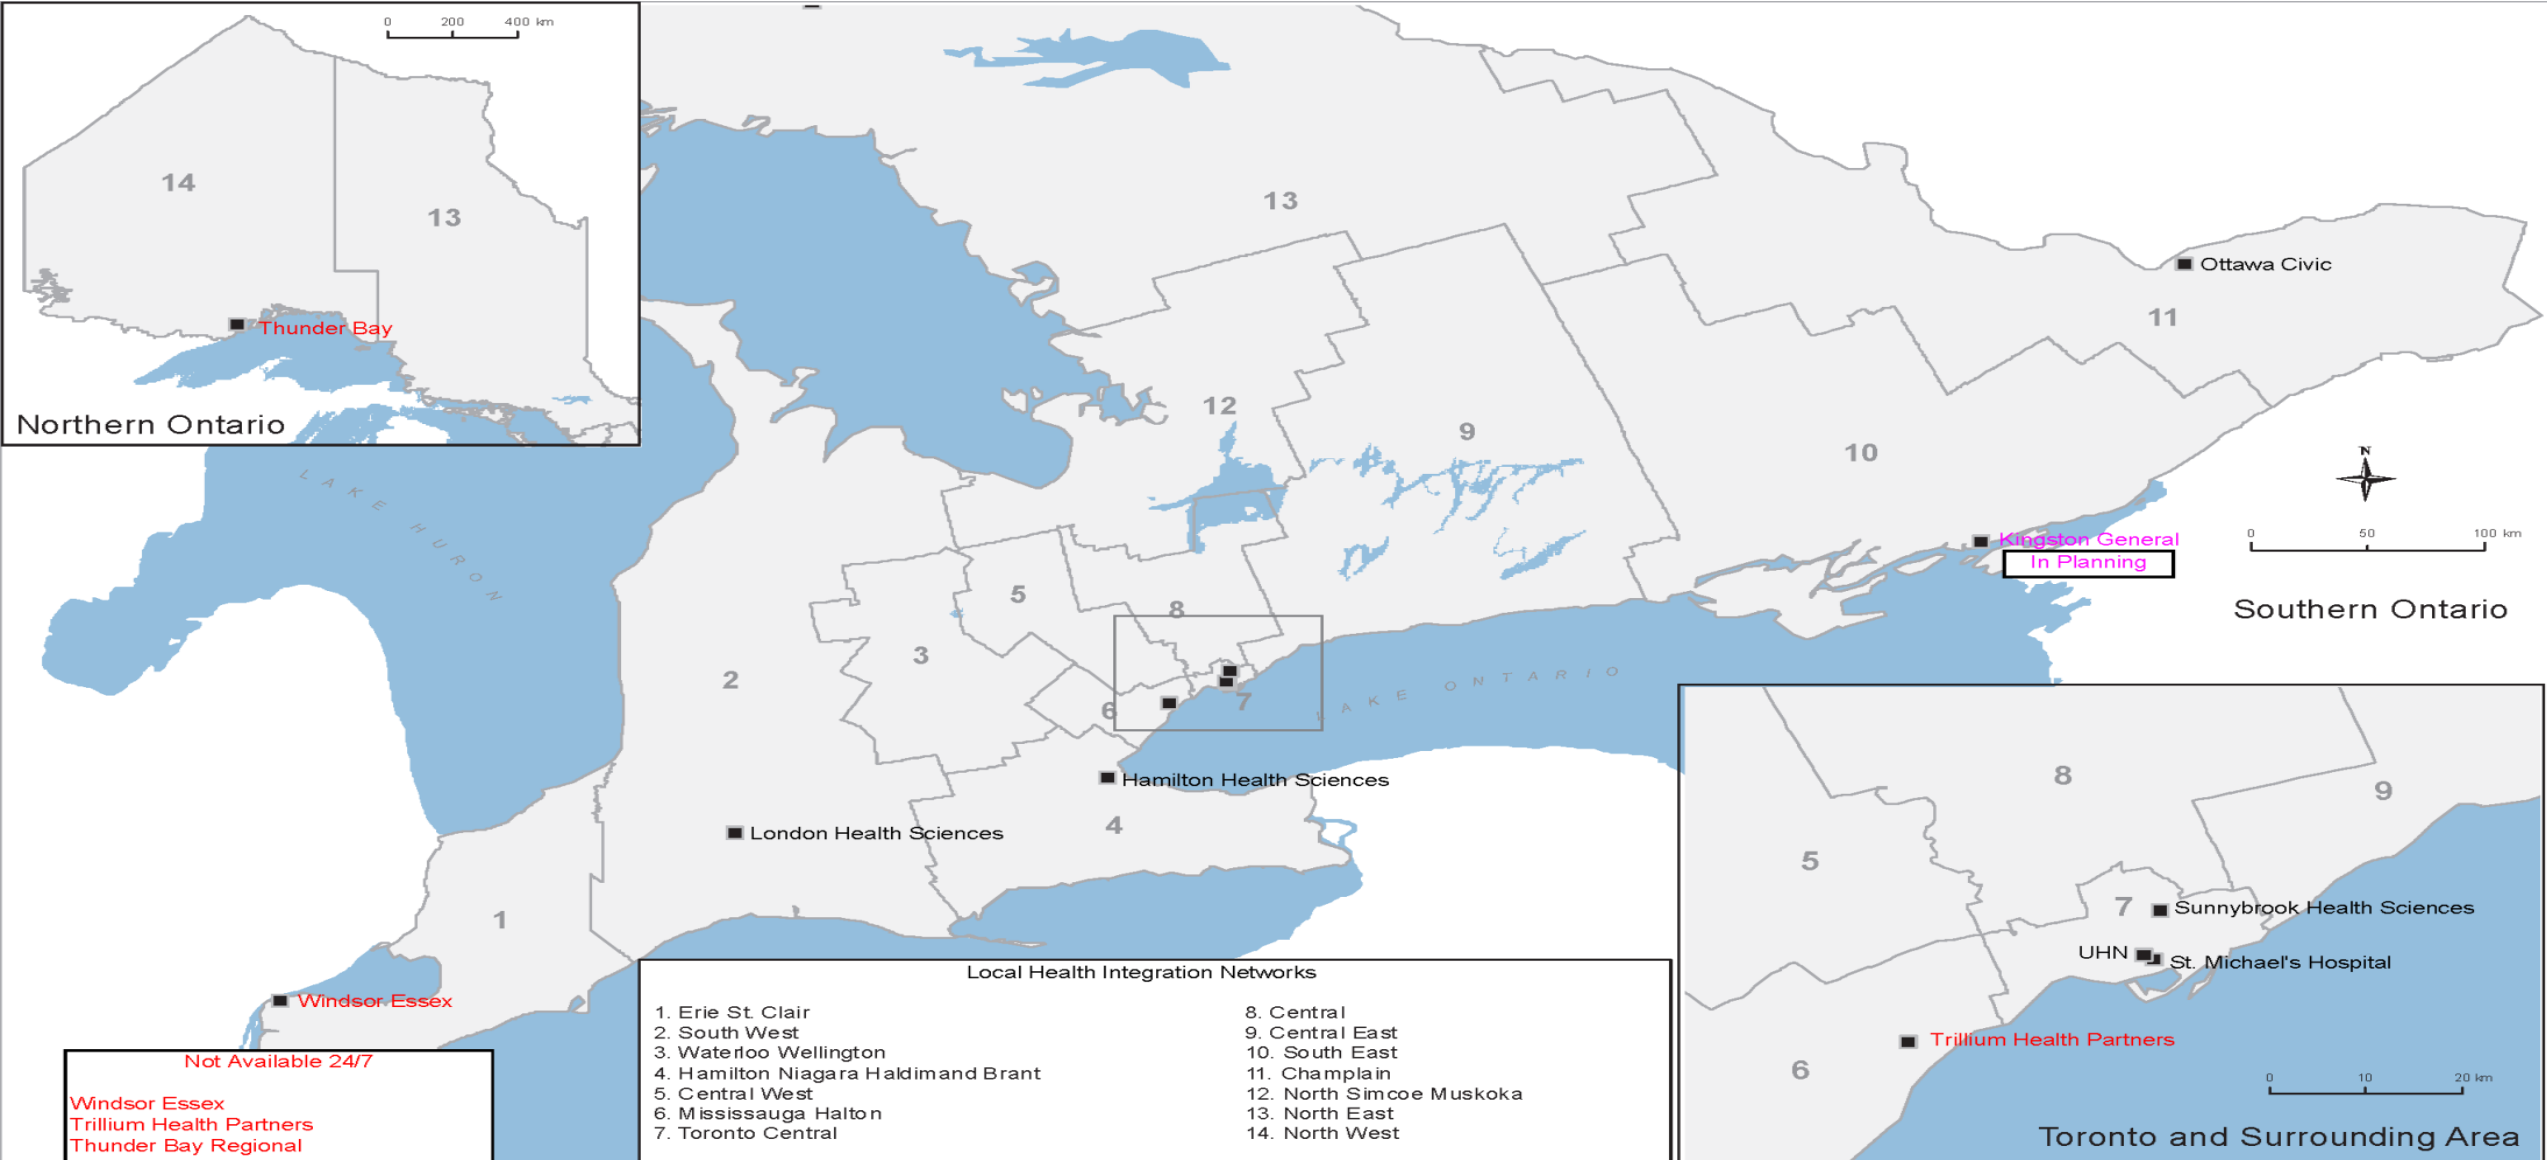 0 200 400 km
14
13
Thunder Bay
Northern Ontario
13
Ottawa Civic
11
12
9
10
N
0 50 100 km
LAKE HURON
Kingston General
In Planning
Southern Ontario
5
8
3
2
6
7
LAKE ONTARIO
Hamilton Health Sciences
London Health Sciences
4
1
Windsor Essex
Not Available 24/7
Windsor Essex
Trillium Health Partners
Thunder Bay Regional
Local Health Integration Networks
1. Erie St. Clair
2. South West
3. Waterloo Wellington
4. Hamilton Niagara Haldimand Brant
5. Central West
6. Mississauga Halton
7. Toronto Central
8. Central
9. Central East
10. South East
11. Champlain
12. North Simcoe Muskoka
13. North East
14. North West
8
9
5
7
Sunnybrook Health Sciences
UHN
St. Michael's Hospital
Trillium Health Partners
6
0 10 20 km
Toronto and Surrounding Area